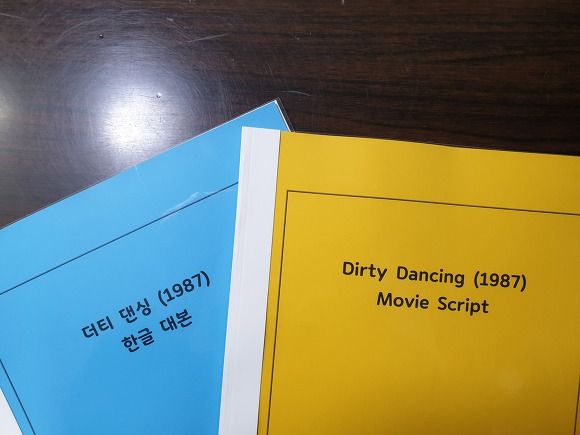 더티 댄싱 (1987)
한글 대본
Dirty Dancing (1987)
Movie Script